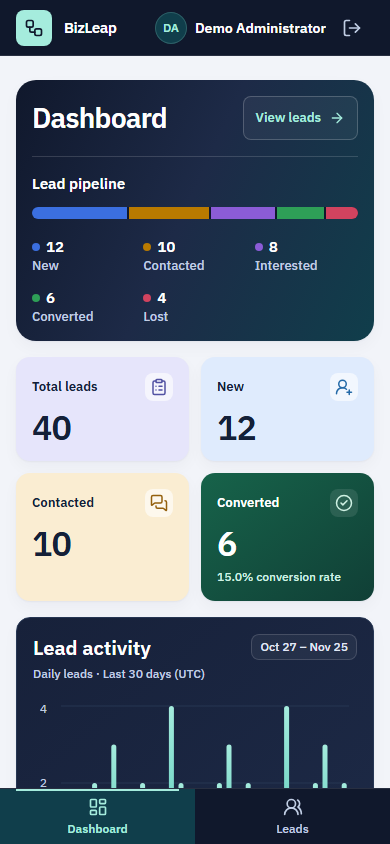 BizLeap
DA
Demo Administrator
Dashboard
View leads
Lead pipeline
12
New
10
Contacted
8
Interested
6
Converted
4
Lost
Total leads
40
New
12
Contacted
10
Converted
6
15.0% conversion rate
Lead activity
Oct 27 – Nov 25
Daily leads · Last 30 days (UTC)
4
2
Dashboard
Leads